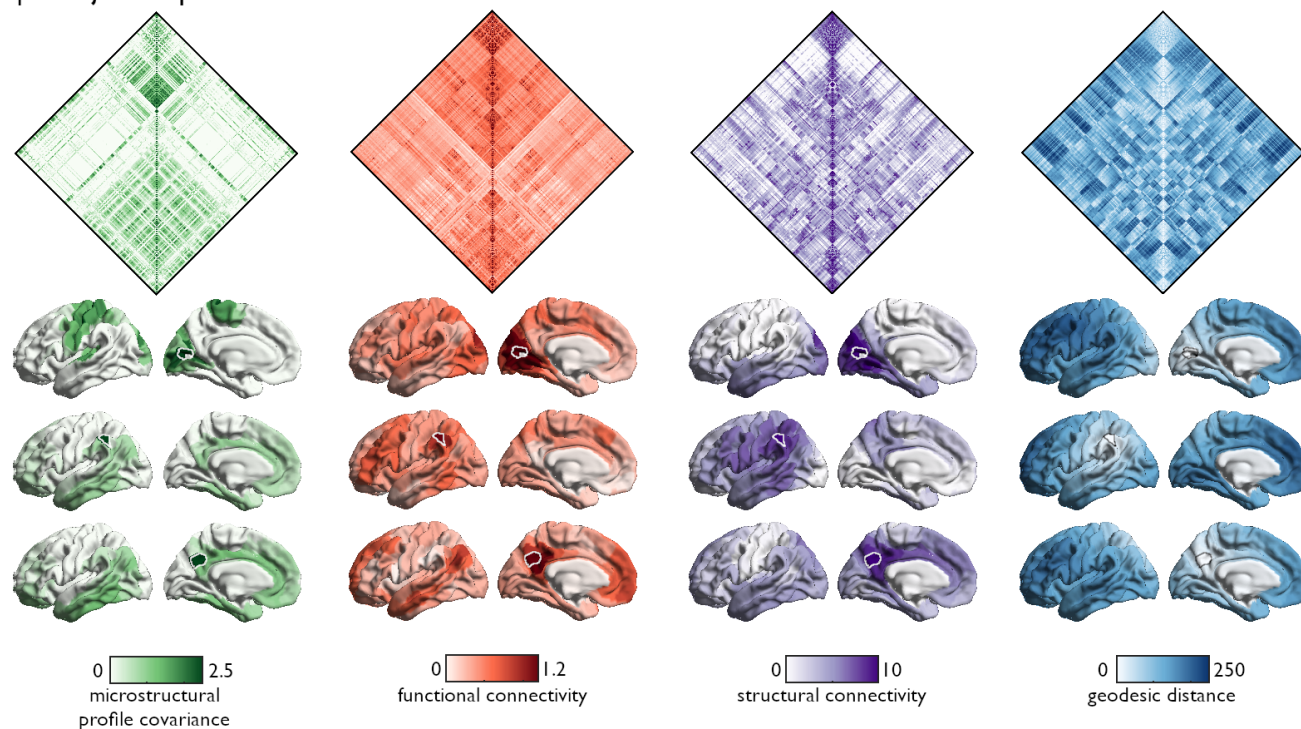 0 2.5
microstructural
profile covariance
0 1.2
functional connectivity
0 10
structural connectivity
0 250
geodesic distance